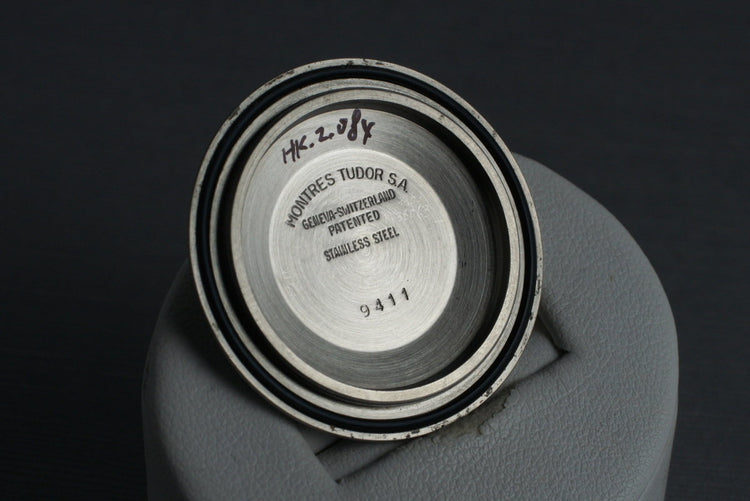 HK.2.084
MONTRES TUDOR S.A.
GENEVA-SWITZERLAND
PATENTED
STAINLESS STEEL
9411